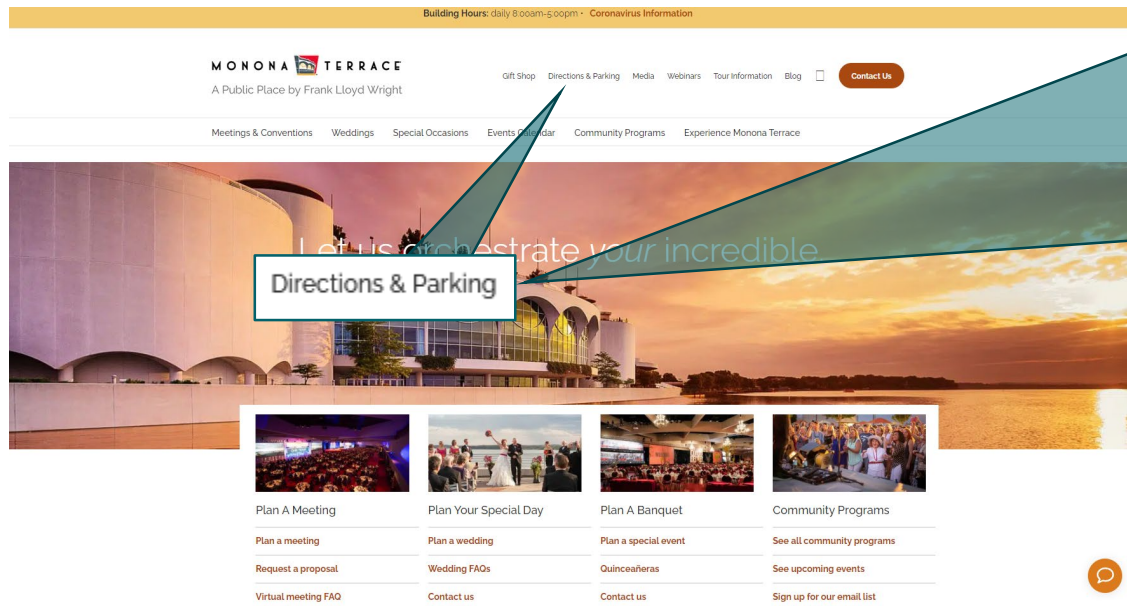 Building Hours: daily 8:00am-5:00pm • Coronavirus Information
MONONA TERRACE
A Public Place by Frank Lloyd Wright
Gift Shop Directions & Parking Media Webinars Tour Information Blog Contact Us
Meetings & Conventions Weddings Special Occasions Events Calendar Community Programs Experience Monona Terrace
Let us orchestrate your incredible
Directions & Parking
Plan A Meeting Plan Your Special Day Plan A Banquet Community Programs
Plan a meeting Plan a wedding Plan a special event See all community programs
Request a proposal Wedding FAQs Quinceañeras See upcoming events
Virtual meeting FAQ Contact us Contact us Sign up for our email list